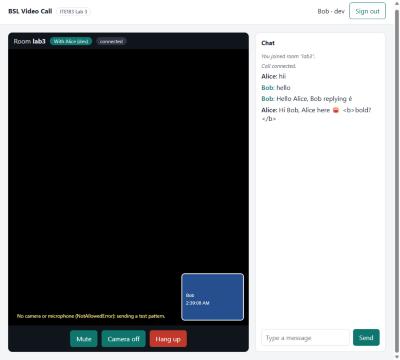 BSL Video Call ITE183 Lab 3
Bob · dev Sign out
Room lab3 With Alice (dev) connected
Bob
2:39:08 AM
No camera or microphone (NotAllowedError): sending a test pattern.
Mute Camera off Hang up
Chat
You joined room "lab3".
Call connected.
Alice: hii
Bob: hello
Bob: Hello Alice, Bob replying é
Alice: Hi Bob, Alice here <b>bold?
</b>
Type a message Send